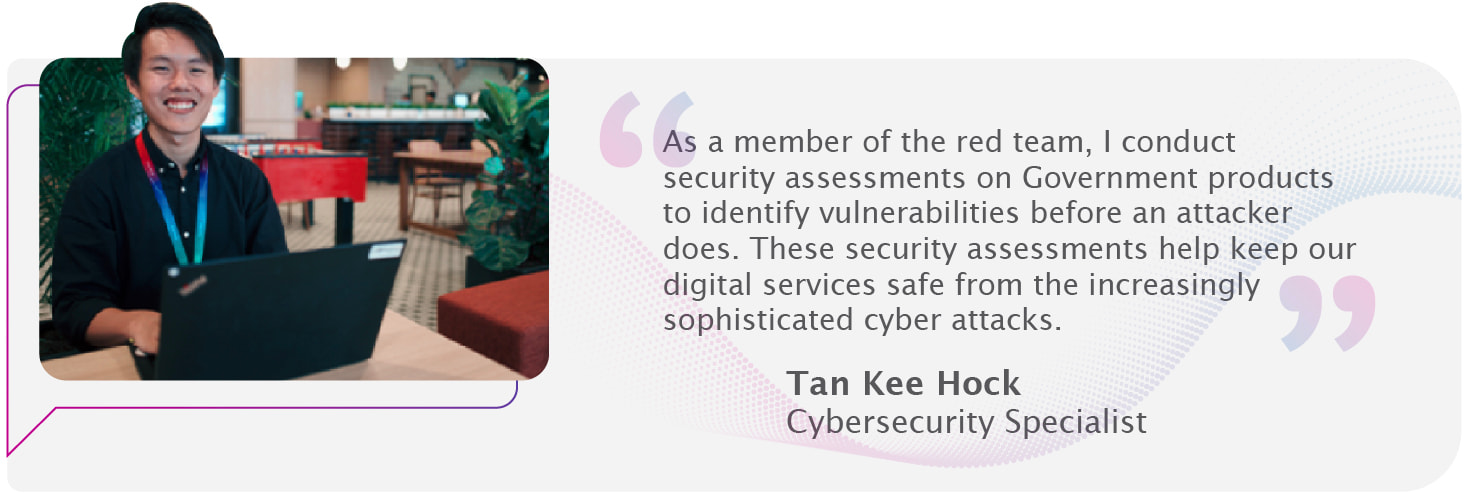 As a member of the red team, I conduct
security assessments on Government products
to identify vulnerabilities before an attacker
does. These security assessments help keep our
digital services safe from the increasingly
sophisticated cyber attacks.
Tan Kee Hock
Cybersecurity Specialist